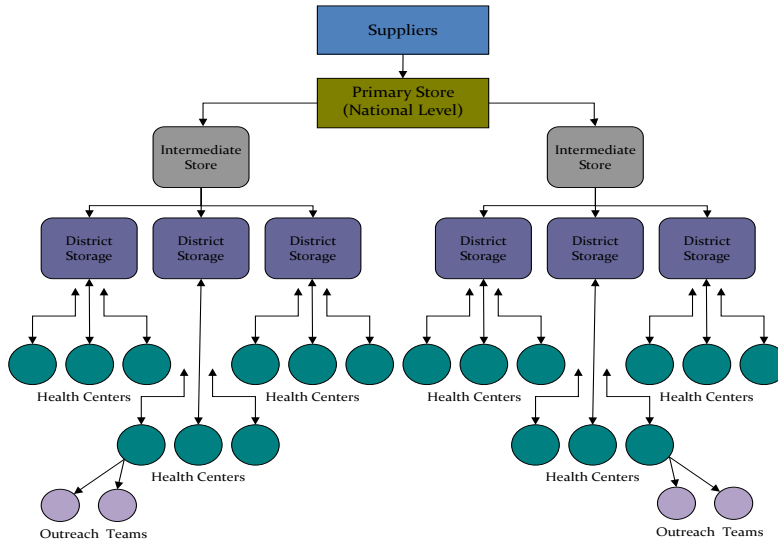 Suppliers
Primary Store
(National Level)
Intermediate
Store
Intermediate
Store
District
Storage
District
Storage
District
Storage
District
Storage
District
Storage
District
Storage
Health Centers
Health Centers
Health Centers
Health Centers
Health Centers
Health Centers
Outreach Teams
Outreach Teams